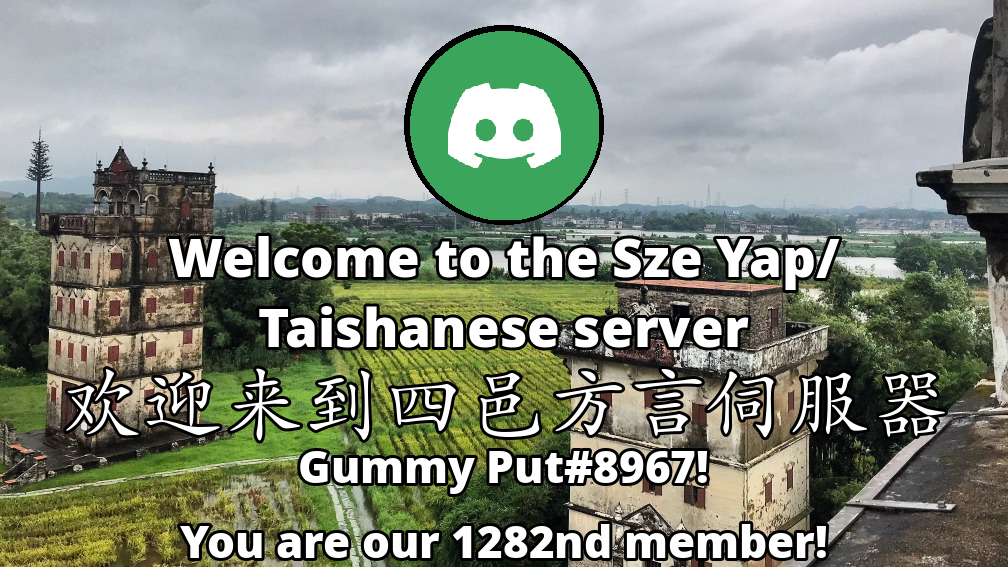 Welcome to the Sze Yap/
Taishanese server
欢迎来到四邑方言伺服器
Gummy Put#8967!
You are our 1282nd member!